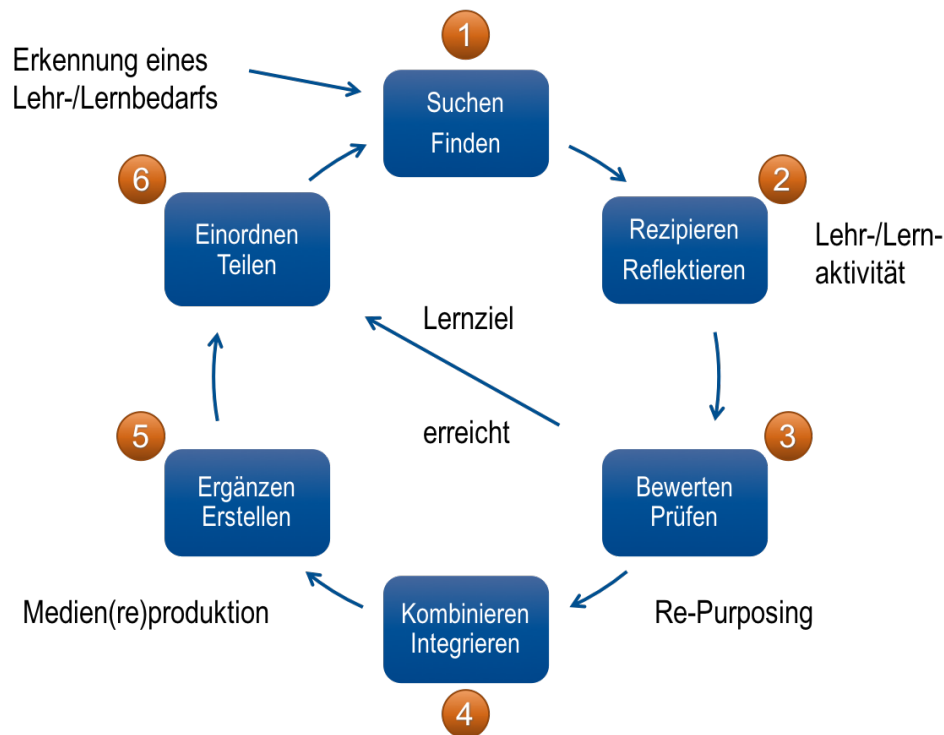 1
Erkennung eines
Lehr-/Lernbedarfs
Suchen
Finden
6
2
Einordnen
Teilen
Rezipieren
Reflektieren
Lehr-/Lern-
aktivität
Lernziel
erreicht
5
3
Ergänzen
Erstellen
Bewerten
Prüfen
Medien(re)produktion
Kombinieren
Integrieren
Re-Purposing
4